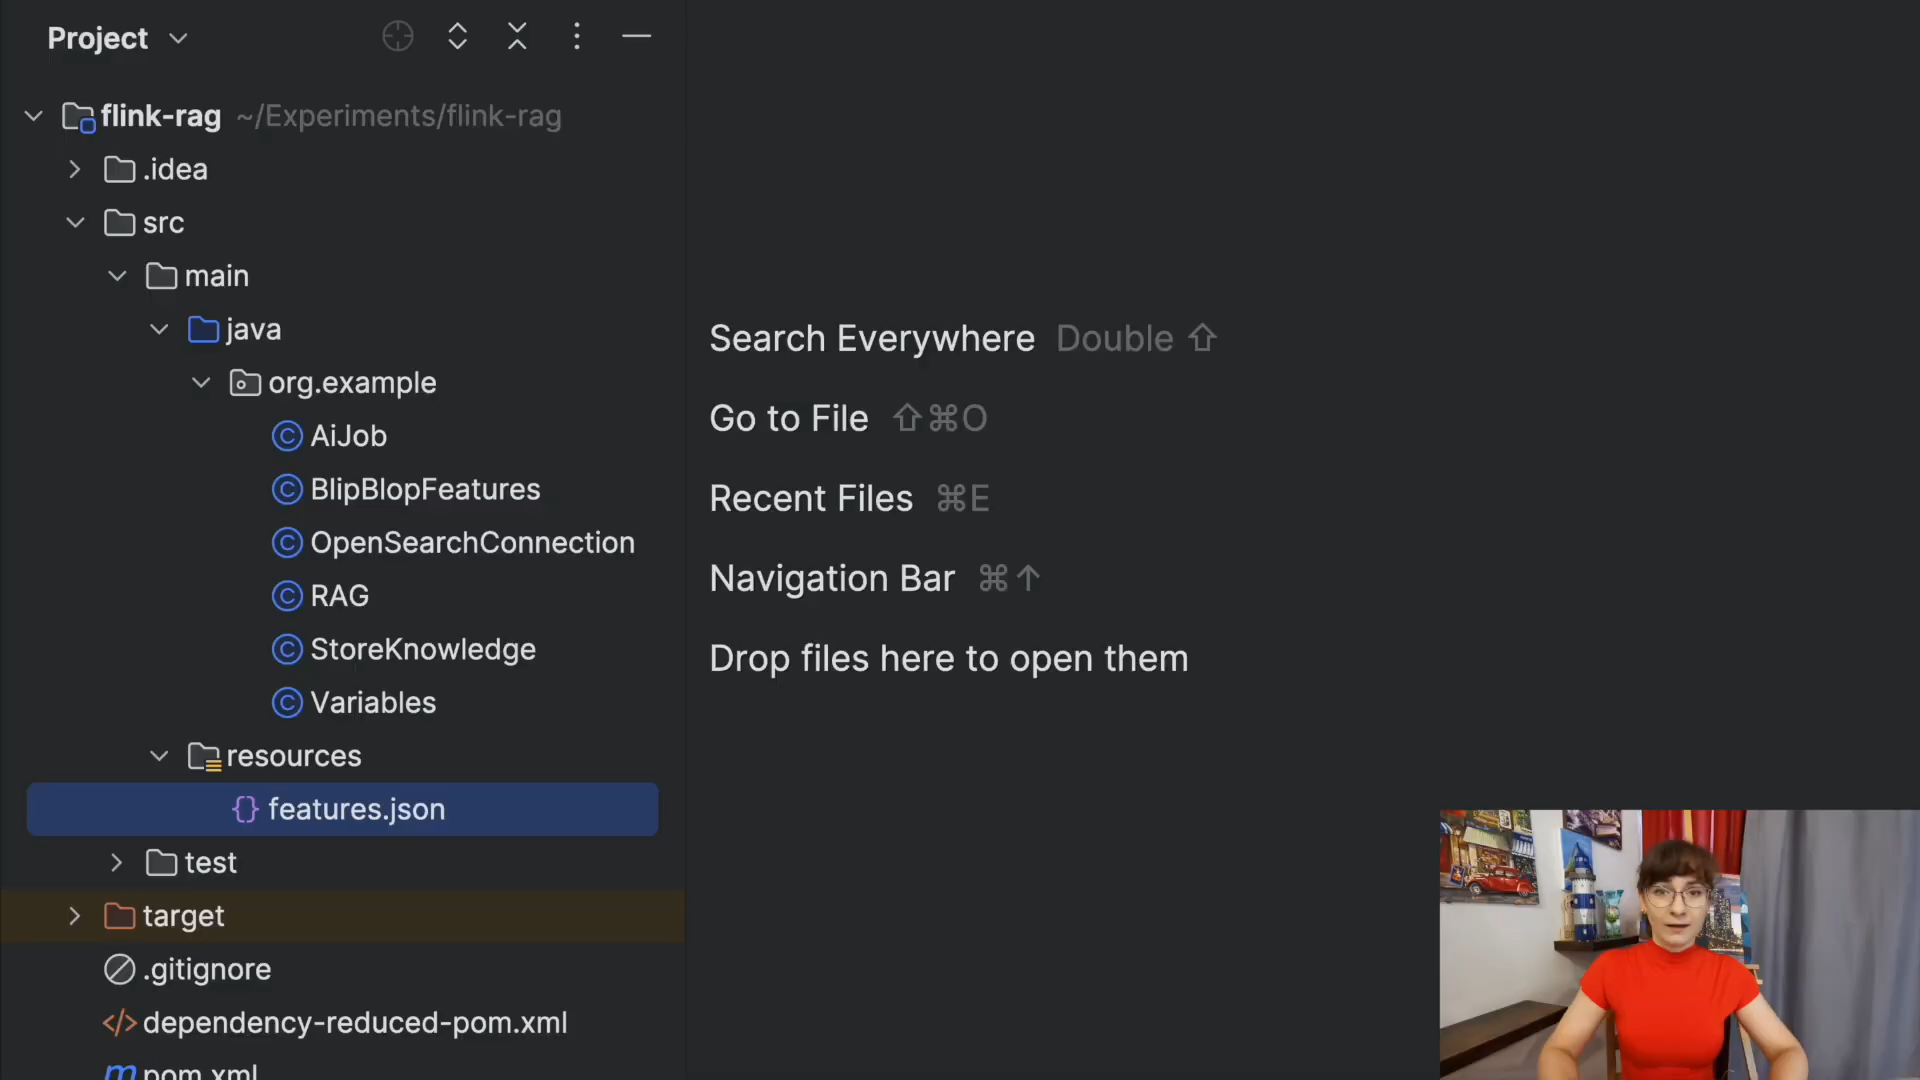 Project
flink-rag ~/Experiments/flink-rag
.idea
src
main
java
org.example
AiJob
BlipBlopFeatures
OpenSearchConnection
RAG
StoreKnowledge
Variables
resources
features.json
test
target
.gitignore
dependency-reduced-pom.xml
pom.xml
Search Everywhere Double ⇧
Go to File ⇧⌘O
Recent Files ⌘E
Navigation Bar ⌘↑
Drop files here to open them